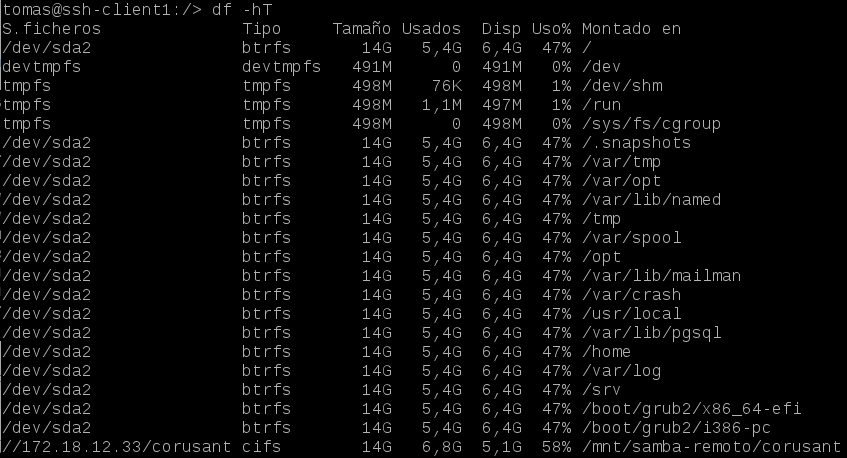 tomas@ssh-client1:/> df -hT
S.ficheros Tipo Tamaño Usados Disp Uso% Montado en
/dev/sda2 btrfs 14G 5,4G 6,4G 47% /
devtmpfs devtmpfs 491M 0 491M 0% /dev
tmpfs tmpfs 498M 76K 498M 1% /dev/shm
tmpfs tmpfs 498M 1,1M 497M 1% /run
tmpfs tmpfs 498M 0 498M 0% /sys/fs/cgroup
/dev/sda2 btrfs 14G 5,4G 6,4G 47% /.snapshots
/dev/sda2 btrfs 14G 5,4G 6,4G 47% /var/tmp
/dev/sda2 btrfs 14G 5,4G 6,4G 47% /var/opt
/dev/sda2 btrfs 14G 5,4G 6,4G 47% /var/lib/named
/dev/sda2 btrfs 14G 5,4G 6,4G 47% /tmp
/dev/sda2 btrfs 14G 5,4G 6,4G 47% /var/spool
/dev/sda2 btrfs 14G 5,4G 6,4G 47% /opt
/dev/sda2 btrfs 14G 5,4G 6,4G 47% /var/lib/mailman
/dev/sda2 btrfs 14G 5,4G 6,4G 47% /var/crash
/dev/sda2 btrfs 14G 5,4G 6,4G 47% /usr/local
/dev/sda2 btrfs 14G 5,4G 6,4G 47% /var/lib/pgsql
/dev/sda2 btrfs 14G 5,4G 6,4G 47% /home
/dev/sda2 btrfs 14G 5,4G 6,4G 47% /var/log
/dev/sda2 btrfs 14G 5,4G 6,4G 47% /srv
/dev/sda2 btrfs 14G 5,4G 6,4G 47% /boot/grub2/x86_64-efi
/dev/sda2 btrfs 14G 5,4G 6,4G 47% /boot/grub2/i386-pc
//172.18.12.33/corusant cifs 14G 6,8G 5,1G 58% /mnt/samba-remoto/corusant